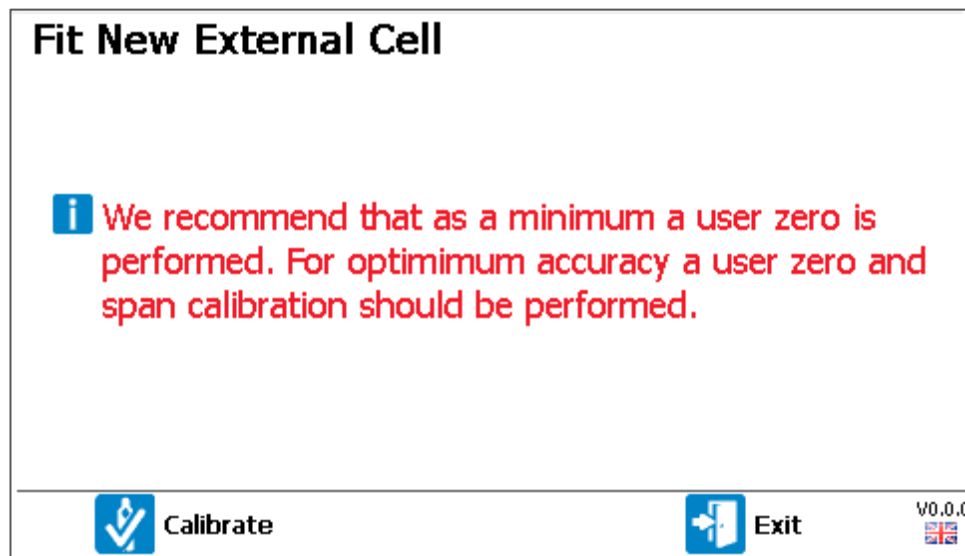 Fit New External Cell
i We recommend that as a minimum a user zero is
performed. For optimimum accuracy a user zero and
span calibration should be performed.
Calibrate
Exit
V0.0.0